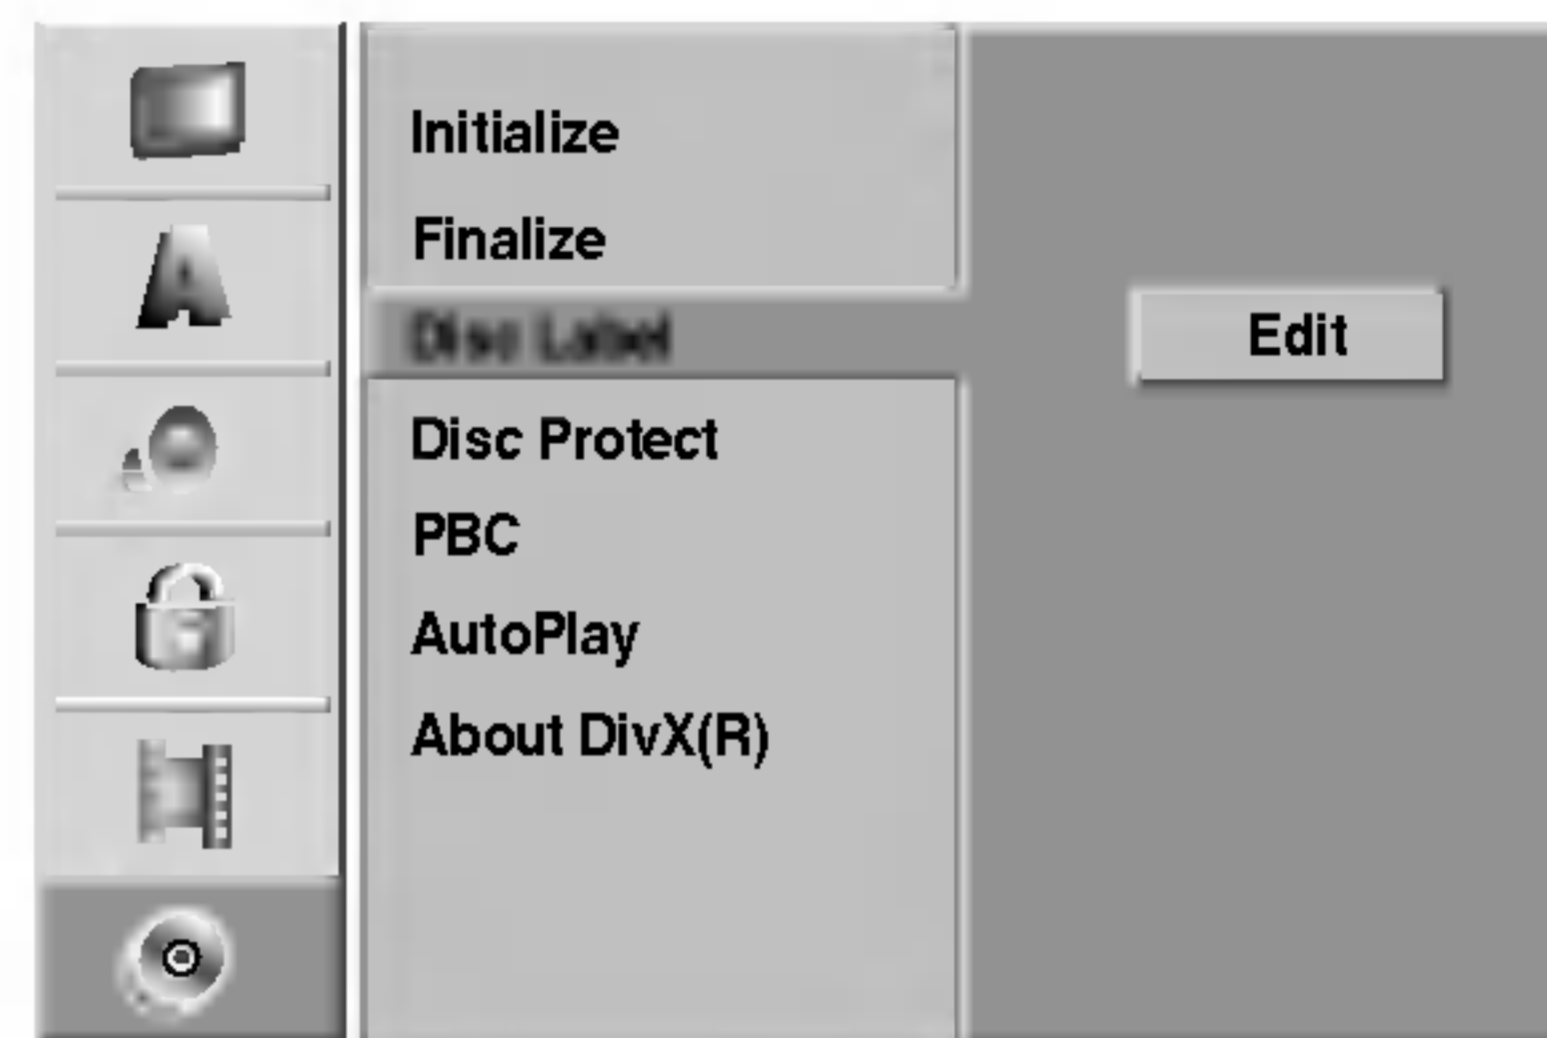 Initialize
Finalize
Disc Label
Edit
Disc Protect
PBC
AutoPlay
About DivX(R)